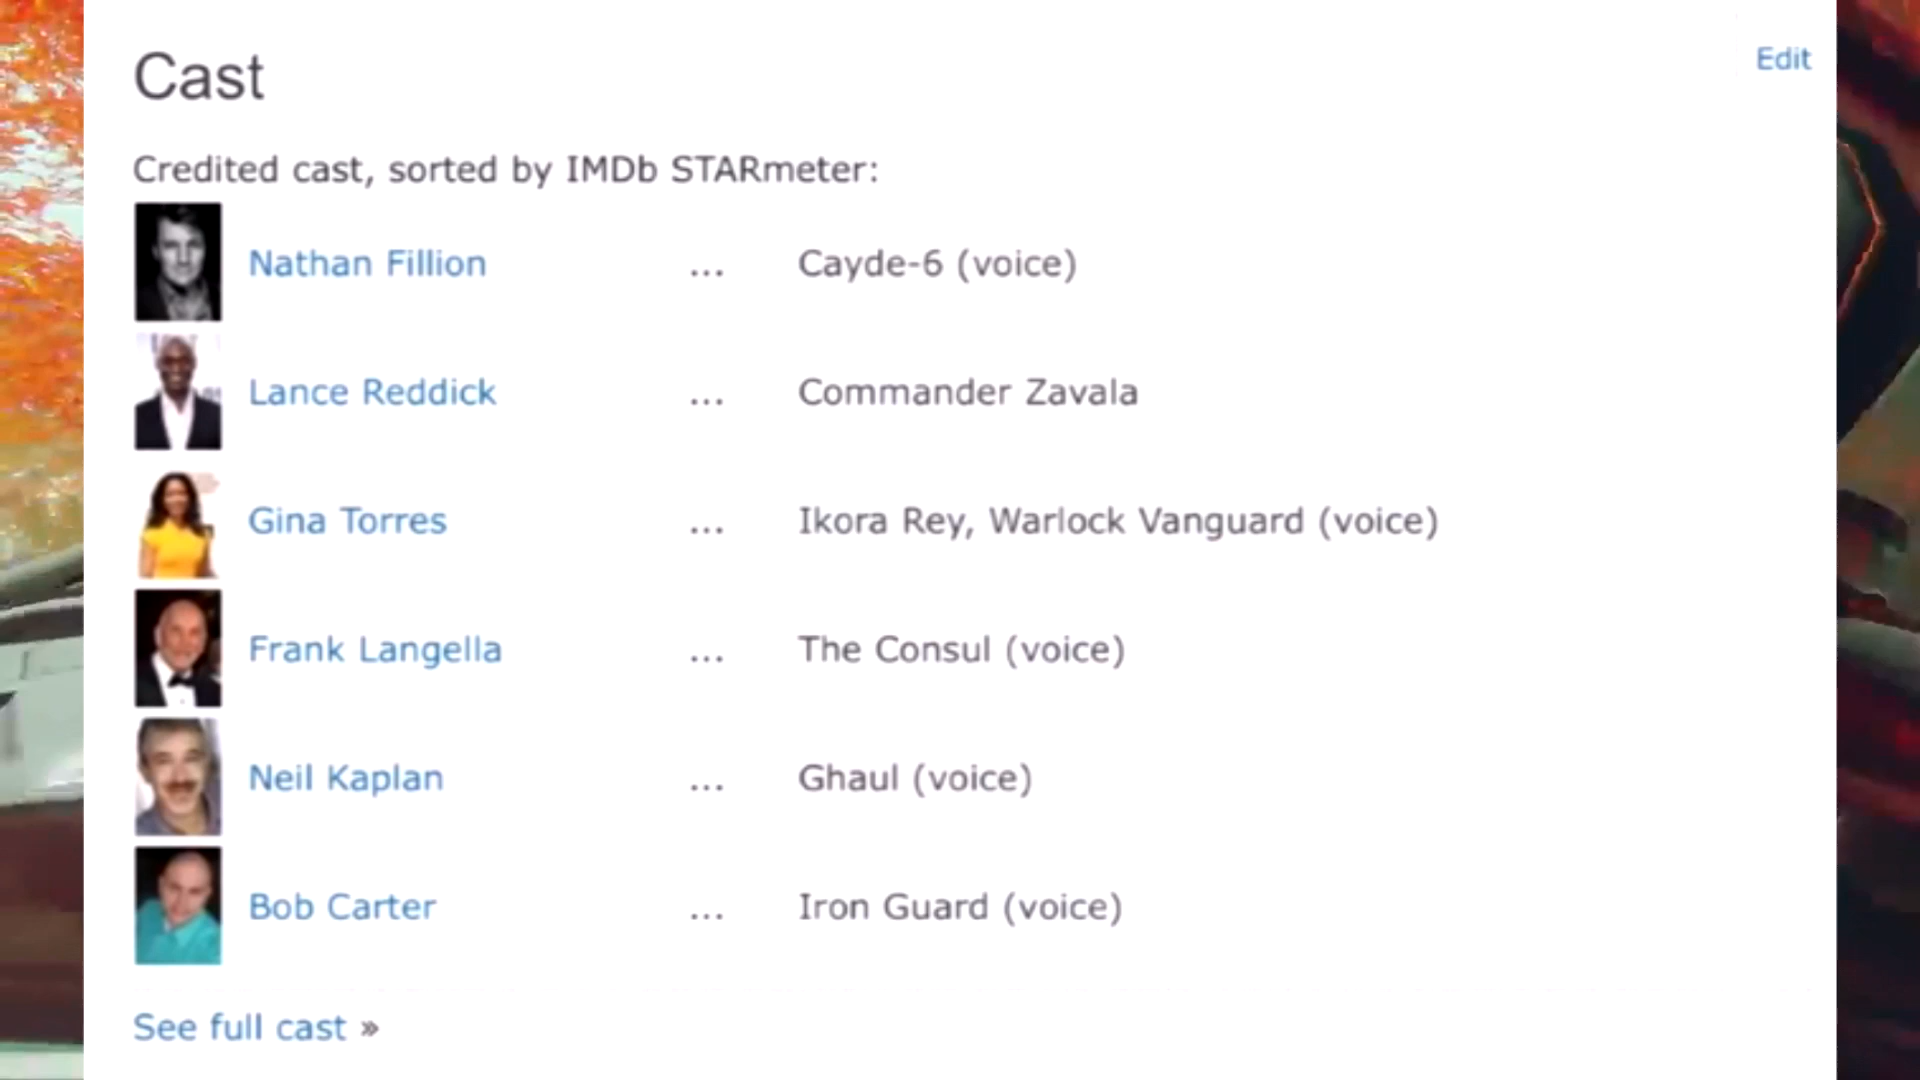 Cast
Edit
Credited cast, sorted by IMDb STARmeter:
Nathan Fillion ... Cayde-6 (voice)
Lance Reddick ... Commander Zavala
Gina Torres ... Ikora Rey, Warlock Vanguard (voice)
Frank Langella ... The Consul (voice)
Neil Kaplan ... Ghaul (voice)
Bob Carter ... Iron Guard (voice)
See full cast »